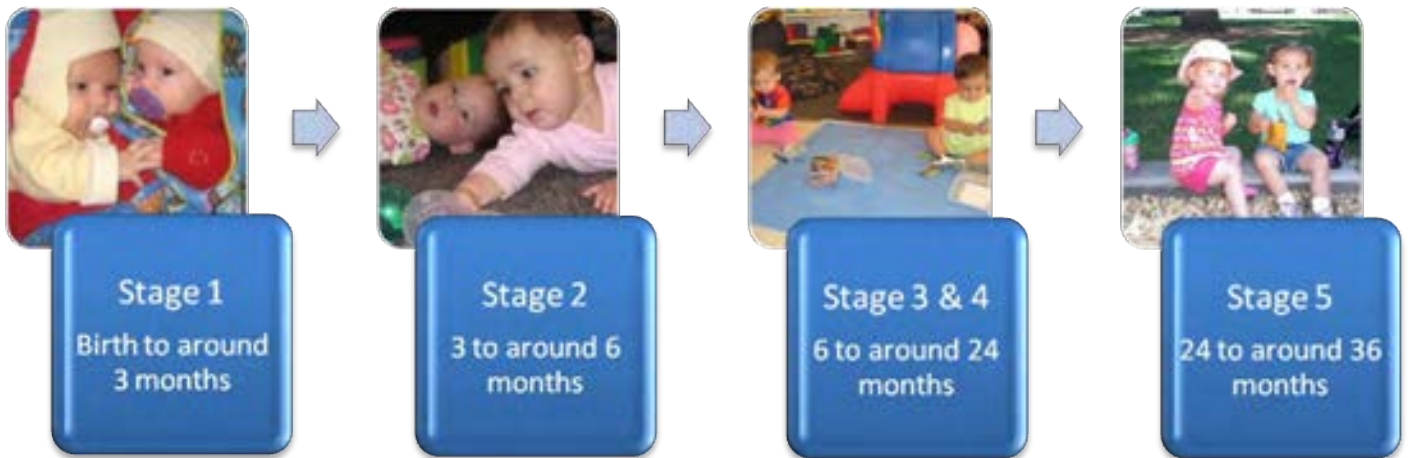 Stage 1
Birth to around
3 months
Stage 2
3 to around 6
months
Stage 3 & 4
6 to around 24
months
Stage 5
24 to around 36
months